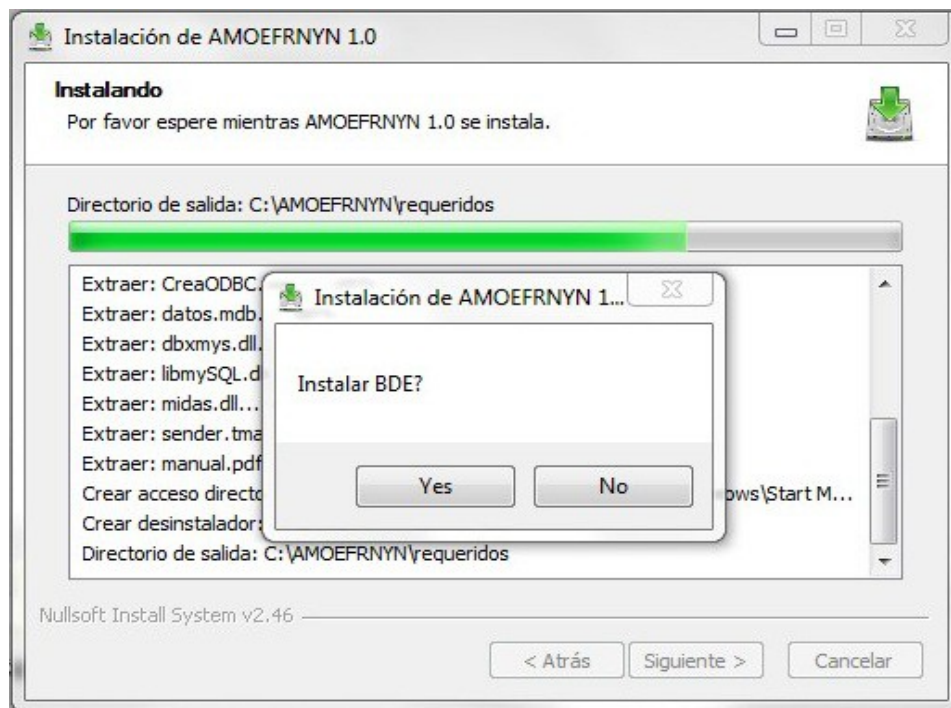 Instalación de AMOEFRNYN 1.0
Instalando
Por favor espere mientras AMOEFRNYN 1.0 se instala.
Directorio de salida: C:\AMOEFRNYN\requeridos
Extraer: CreaODBC.
Extraer: datos.mdb.
Extraer: dbxmys.dll.
Extraer: libmySQL.d
Extraer: midas.dll...
Extraer: sender.tma
Extraer: manual.pdf
Crear acceso directo ows\Start M...
Crear desinstalador:
Directorio de salida: C:\AMOEFRNYN\requeridos
Instalación de AMOEFRNYN 1...
Instalar BDE?
Yes No
Nullsoft Install System v2.46
< Atrás Siguiente > Cancelar